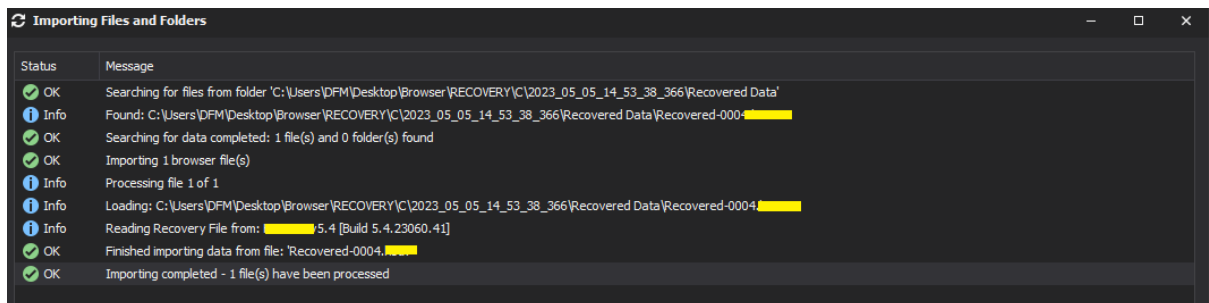 Importing Files and Folders
Status Message
OK Searching for files from folder 'C:\Users\DFM\Desktop\Browser\RECOVERY\C\2023_05_05_14_53_38_366\Recovered Data'
Info Found: C:\Users\DFM\Desktop\Browser\RECOVERY\C\2023_05_05_14_53_38_366\Recovered Data\Recovered-0004
OK Searching for data completed: 1 file(s) and 0 folder(s) found
OK Importing 1 browser file(s)
Info Processing file 1 of 1
Info Loading: C:\Users\DFM\Desktop\Browser\RECOVERY\C\2023_05_05_14_53_38_366\Recovered Data\Recovered-0004.
Info Reading Recovery File from: v5.4 [Build 5.4.23060.41]
OK Finished importing data from file: 'Recovered-0004.
OK Importing completed - 1 file(s) have been processed